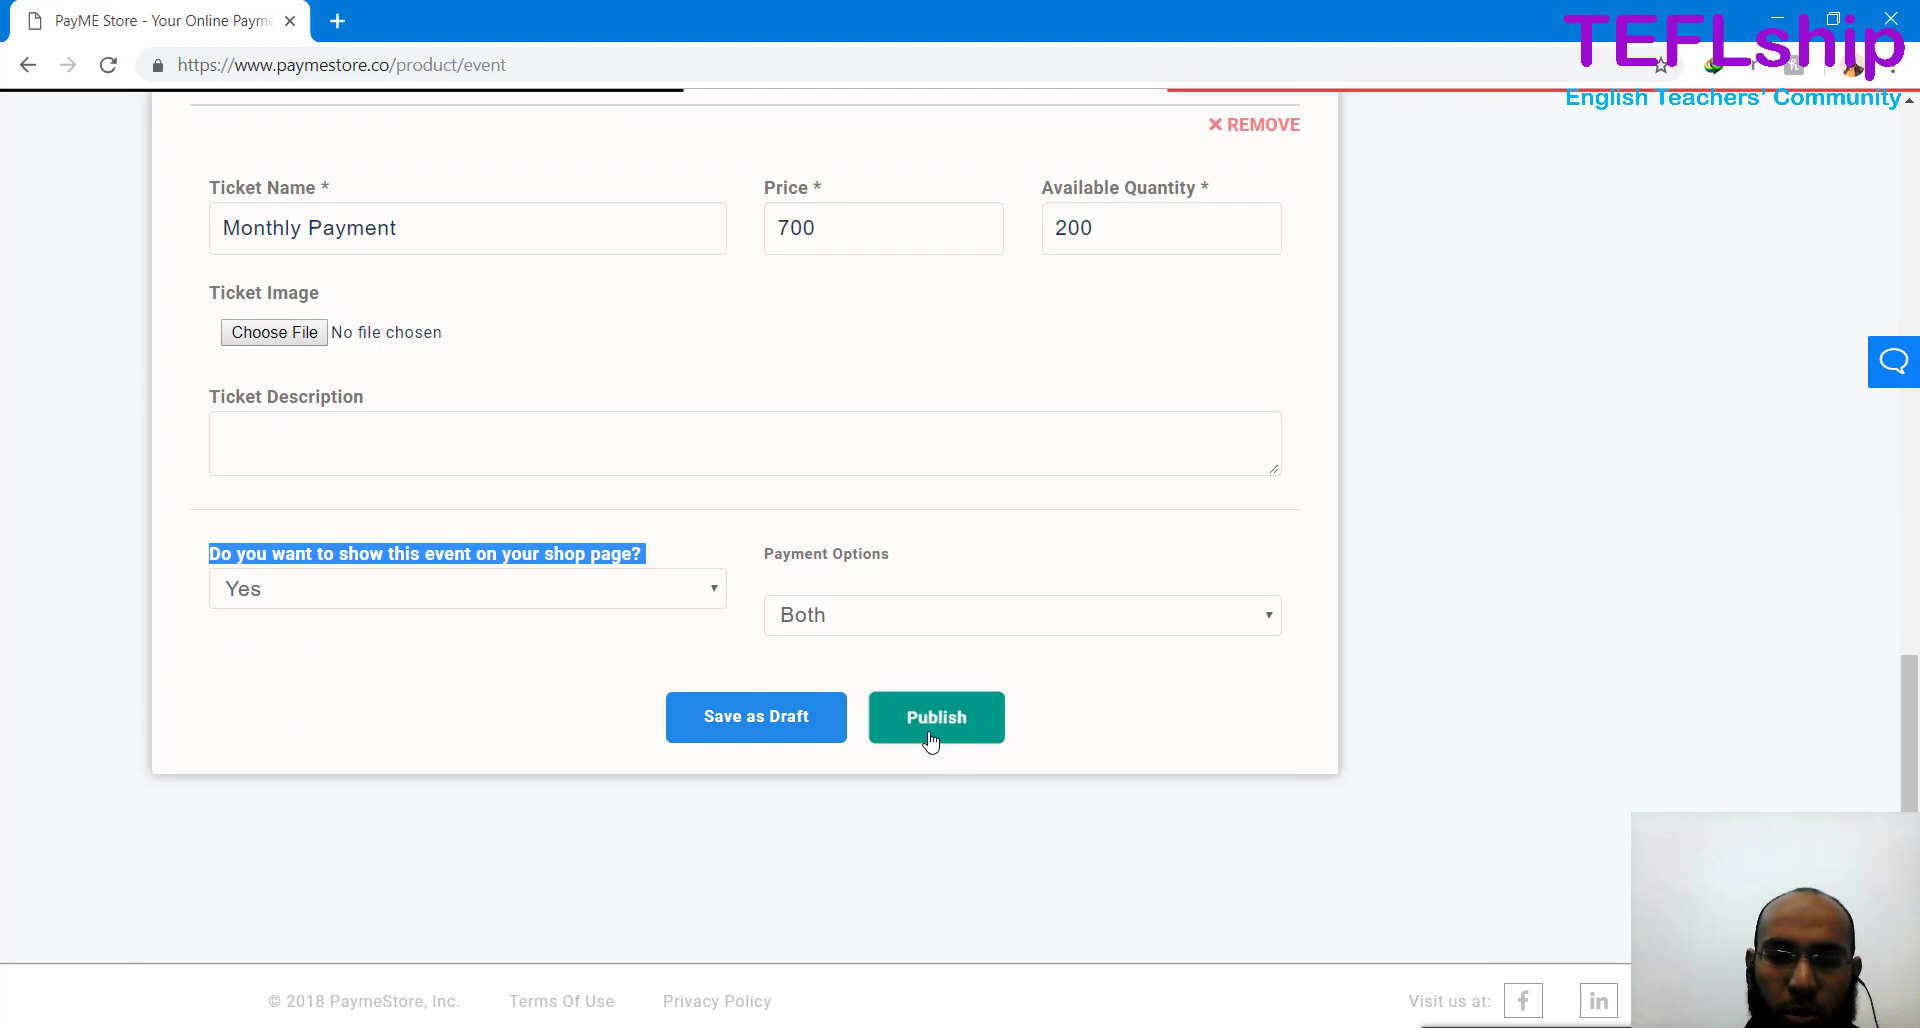 PayME Store - Your Online Payme
TEFLship
https://www.paymestore.co/product/event
English Teachers' Community
REMOVE
Ticket Name *
Price *
Available Quantity *
Monthly Payment
700
200
Ticket Image
Choose File No file chosen
Ticket Description
Do you want to show this event on your shop page?
Payment Options
Yes
Both
Save as Draft
Publish
© 2018 PaymeStore, Inc.
Terms Of Use
Privacy Policy
Visit us at:
f
in